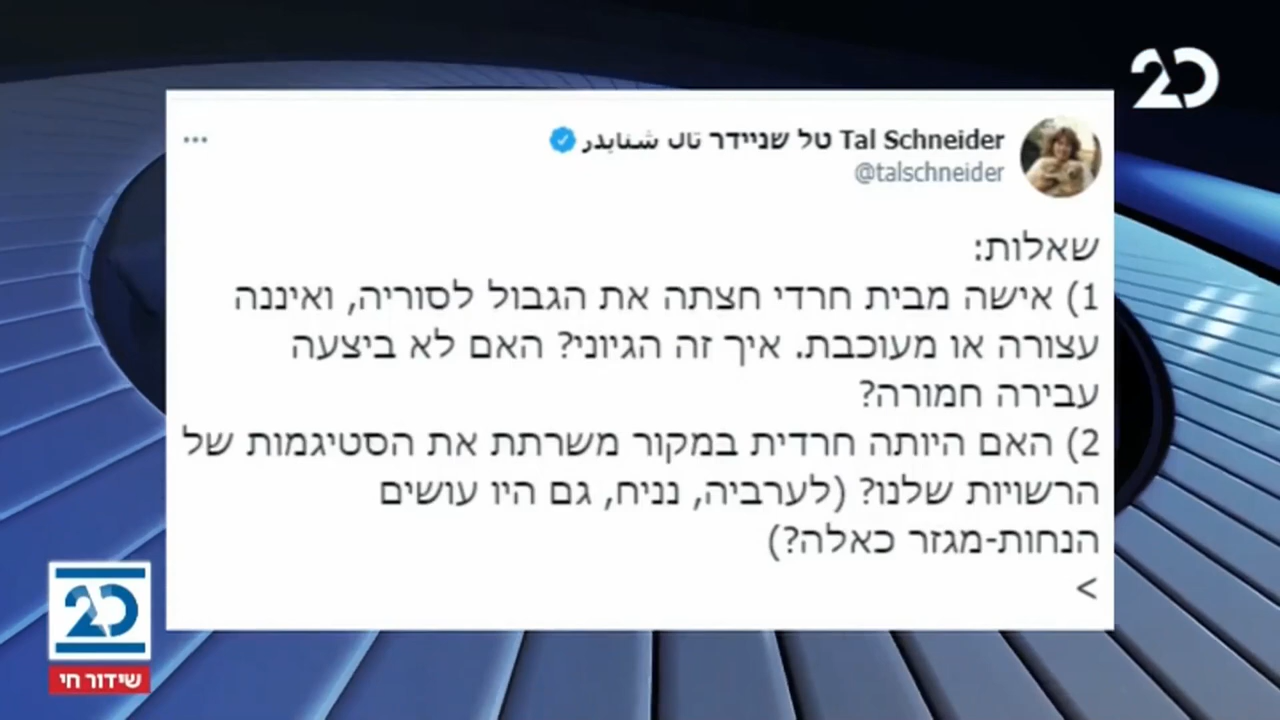 20
Tal Schneider טל שניידר تال شنايدر
@talschneider
שאלות:
1) אישה מבית חרדי חצתה את הגבול לסוריה, ואיננה
עצורה או מעוכבת. איך זה הגיוני? האם לא ביצעה
עבירה חמורה?
2) האם היותה חרדית במקור משרתת את הסטיגמות של
הרשויות שלנו? (לערביה, נניח, גם היו עושים
הנחות-מגזר כאלה?)
>
20
שידור חי